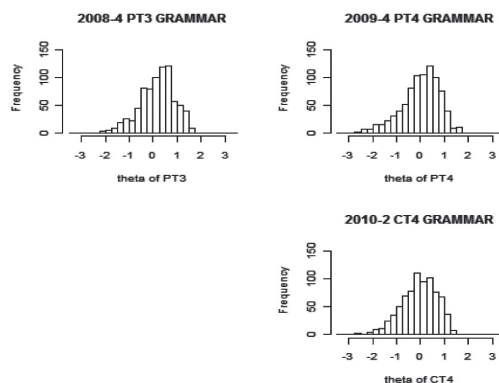 2008-4 PT3 GRAMMAR
Frequency
0 50 100 150
-3 -2 -1 0 1 2 3
theta of PT3
2009-4 PT4 GRAMMAR
Frequency
0 50 100 150
-3 -2 -1 0 1 2 3
theta of PT4
2010-2 CT4 GRAMMAR
Frequency
0 50 100 150
-3 -2 -1 0 1 2 3
theta of CT4